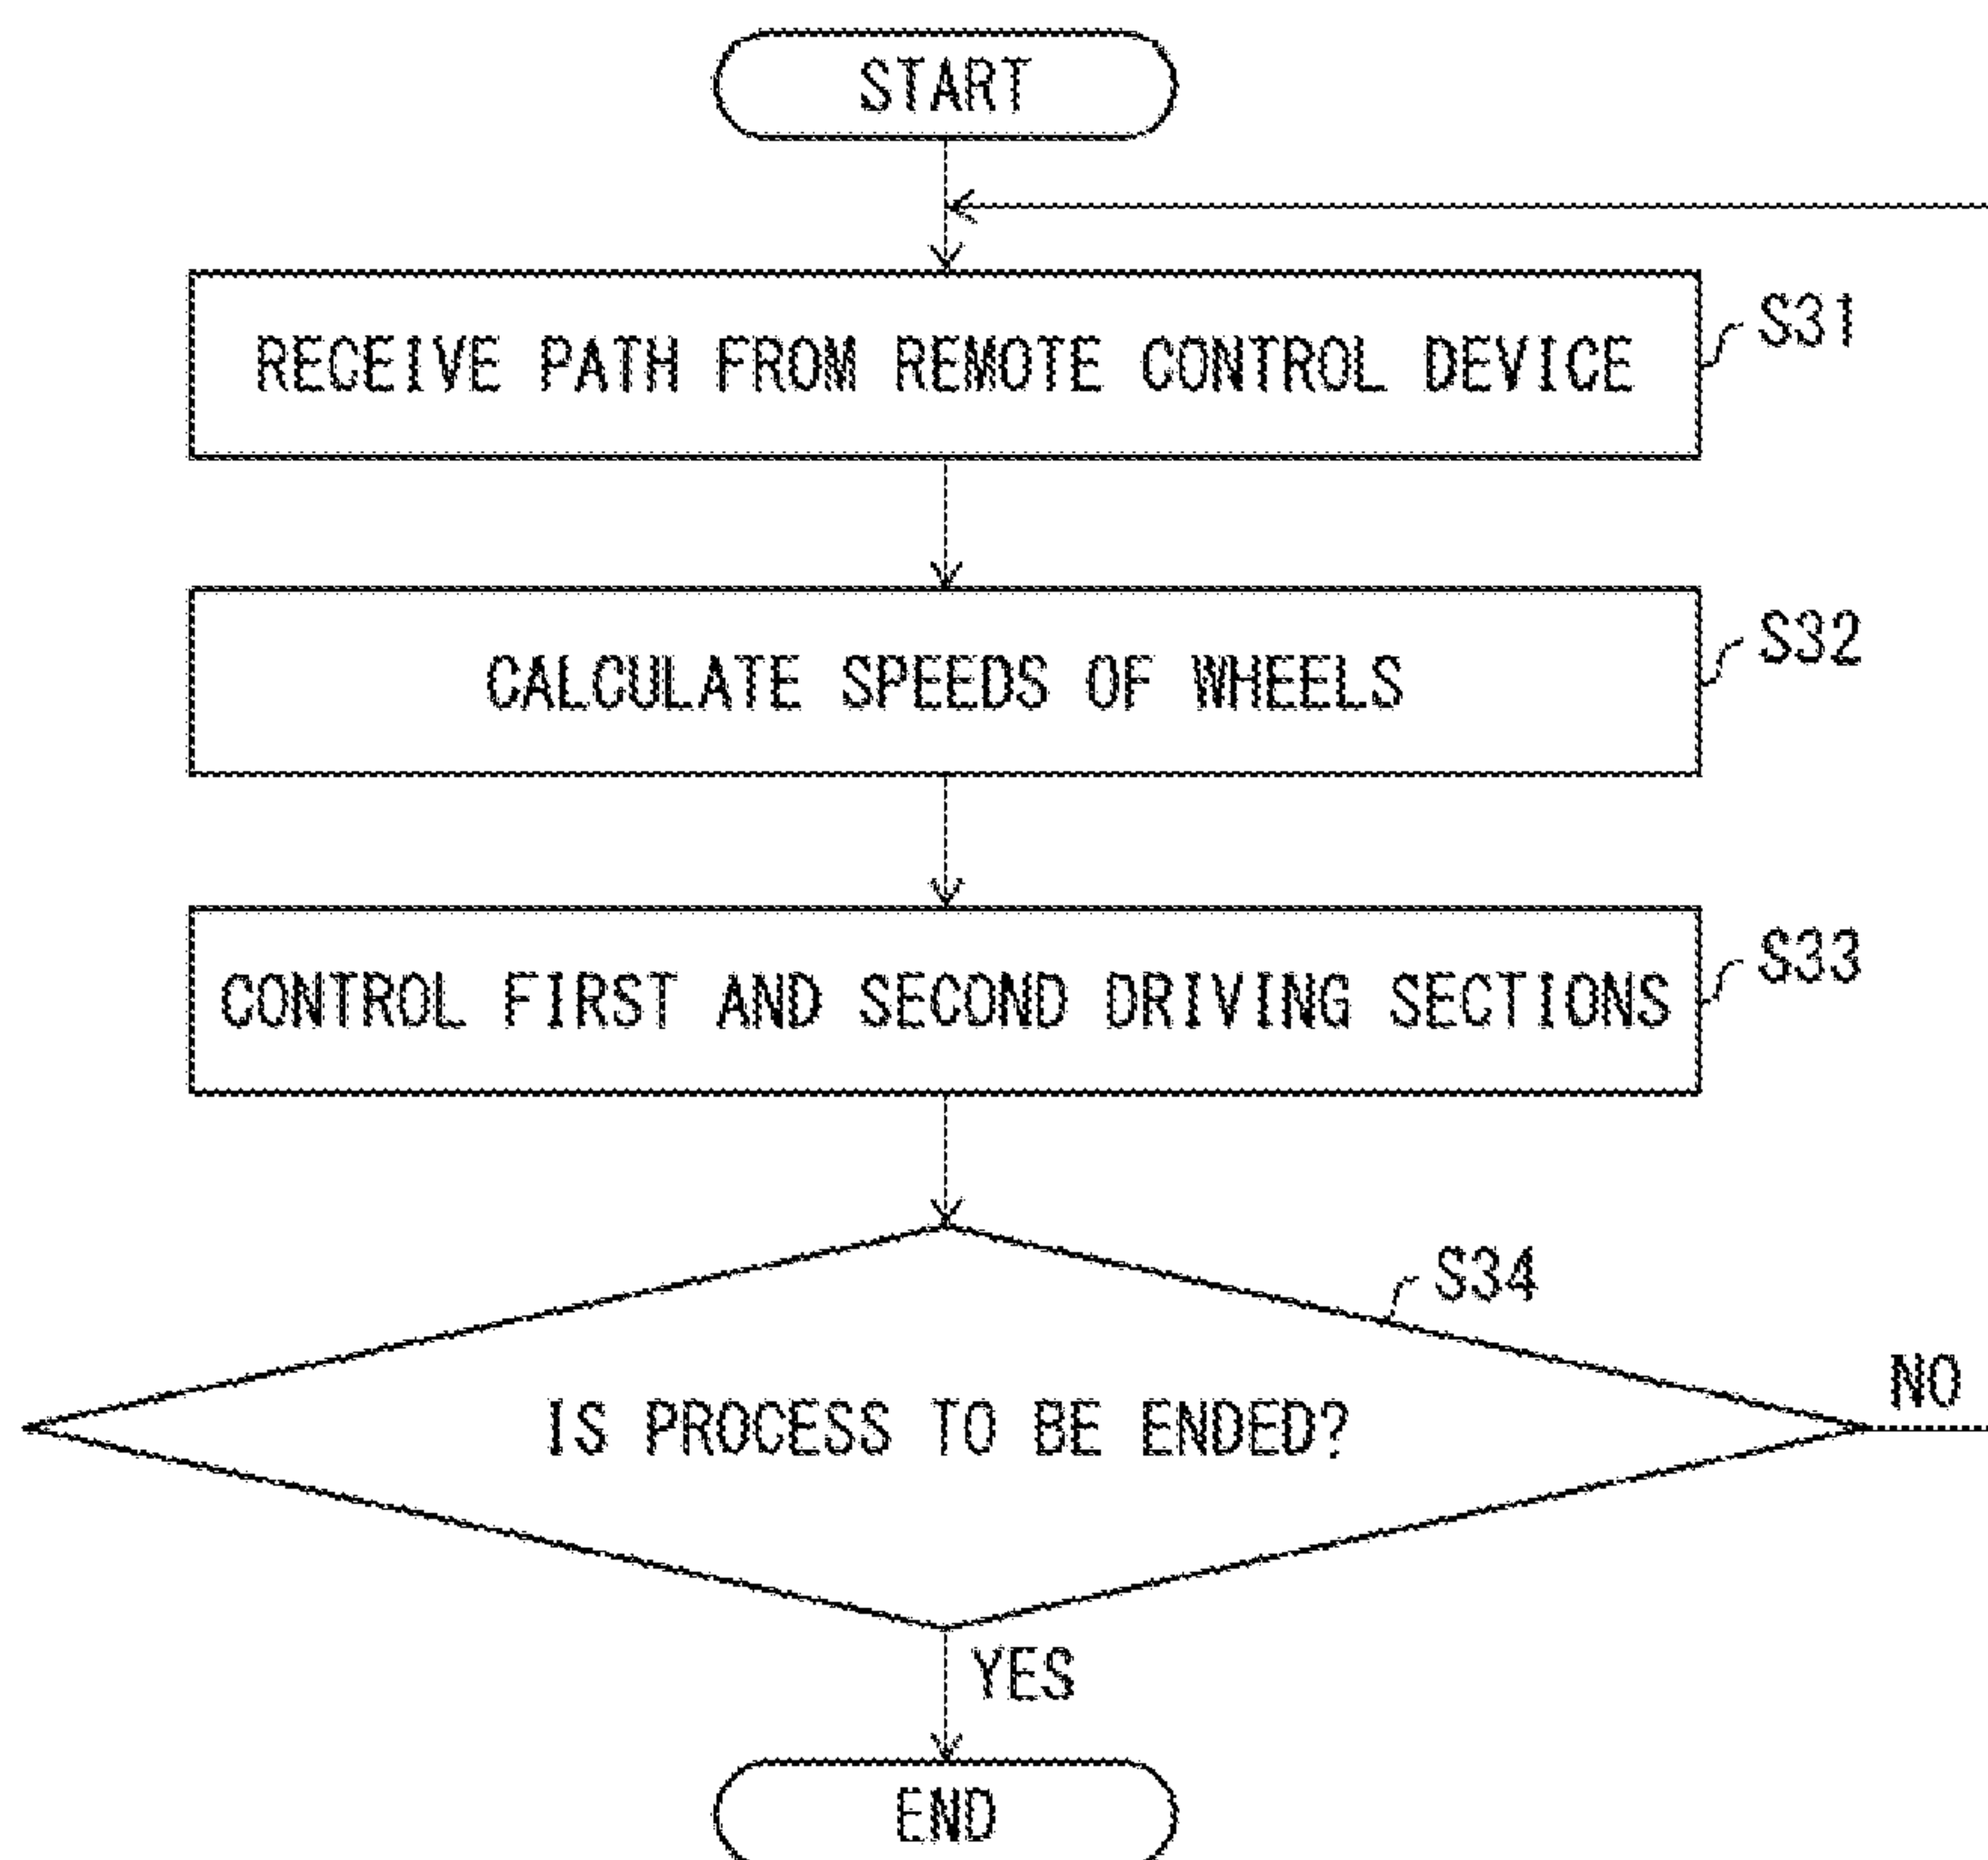 START
RECEIVE PATH FROM REMOTE CONTROL DEVICE
S31
CALCULATE SPEEDS OF WHEELS
S32
CONTROL FIRST AND SECOND DRIVING SECTIONS
S33
S34
IS PROCESS TO BE ENDED?
NO
YES
END